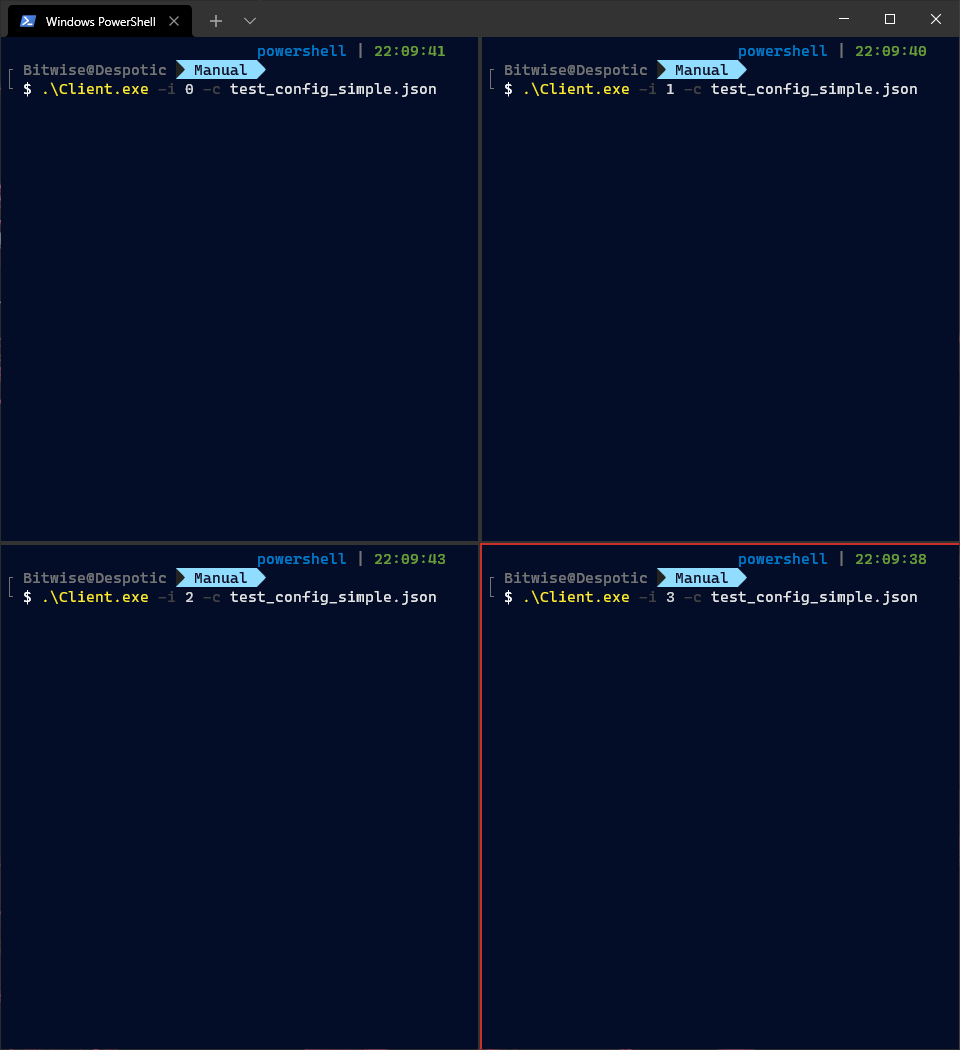 Windows PowerShell
powershell | 22:09:41
Bitwise@Despotic Manual
$ .\Client.exe -i 0 -c test_config_simple.json
powershell | 22:09:40
Bitwise@Despotic Manual
$ .\Client.exe -i 1 -c test_config_simple.json
powershell | 22:09:43
Bitwise@Despotic Manual
$ .\Client.exe -i 2 -c test_config_simple.json
powershell | 22:09:38
Bitwise@Despotic Manual
$ .\Client.exe -i 3 -c test_config_simple.json